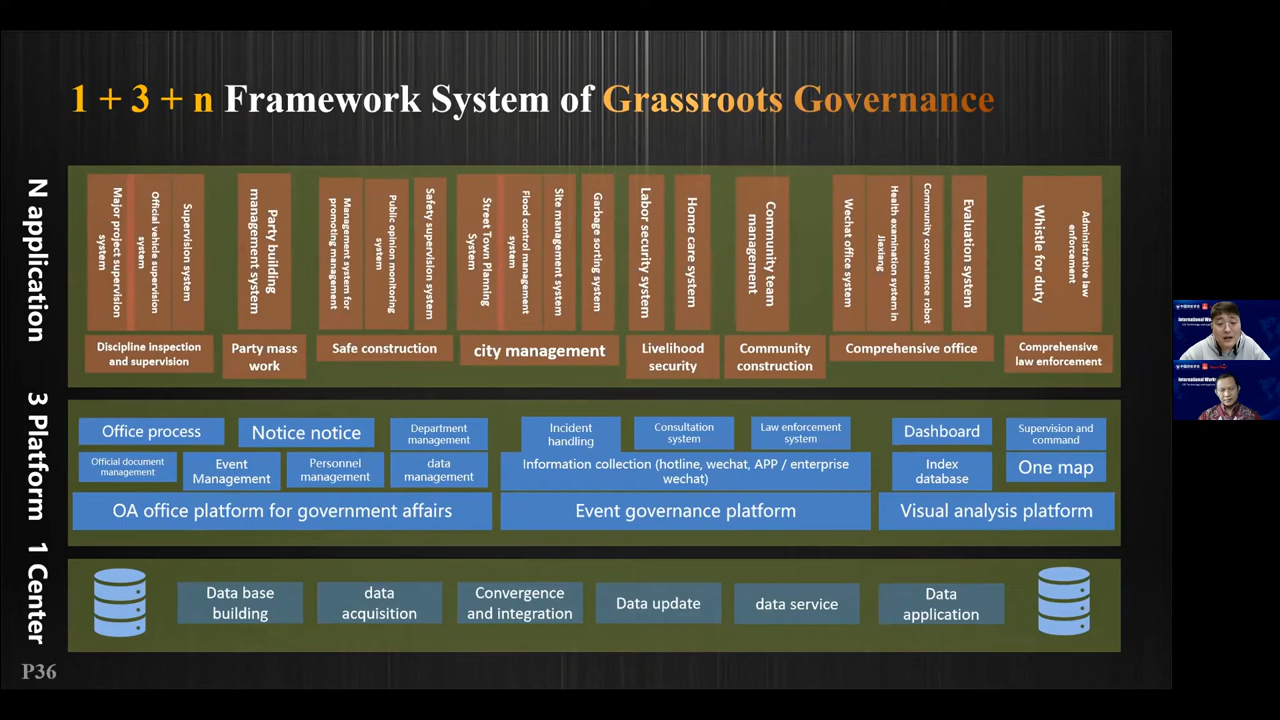 1 + 3 + n Framework System of Grassroots Governance
N application
Major project supervision
system
Official vehicle supervision
system
Supervision system
Party building
management system
Management system for
promoting management
Public opinion monitoring
system
Safety supervision system
Street Town Planning
System
Flood control management
system
Site management system
Garbage sorting system
Labor security system
Home care system
Community team
management
Wechat office system
Health examination system in
Jiexiang
Community convenience robot
Evaluation system
Whistle for duty
Administrative law
enforcement
Discipline inspection
and supervision
Party mass
work
Safe construction
city management
Livelihood
security
Community
construction
Comprehensive office
Comprehensive
law enforcement
3 Platform
Office process
Notice notice
Department
management
Official document
management
Event
Management
Personnel
management
data
management
OA office platform for government affairs
Incident
handling
Consultation
system
Law enforcement
system
Information collection (hotline, wechat, APP / enterprise
wechat)
Event governance platform
Dashboard
Supervision and
command
Index
database
One map
Visual analysis platform
1 Center
Data base
building
data
acquisition
Convergence
and integration
Data update
data service
Data
application
P36
International
International